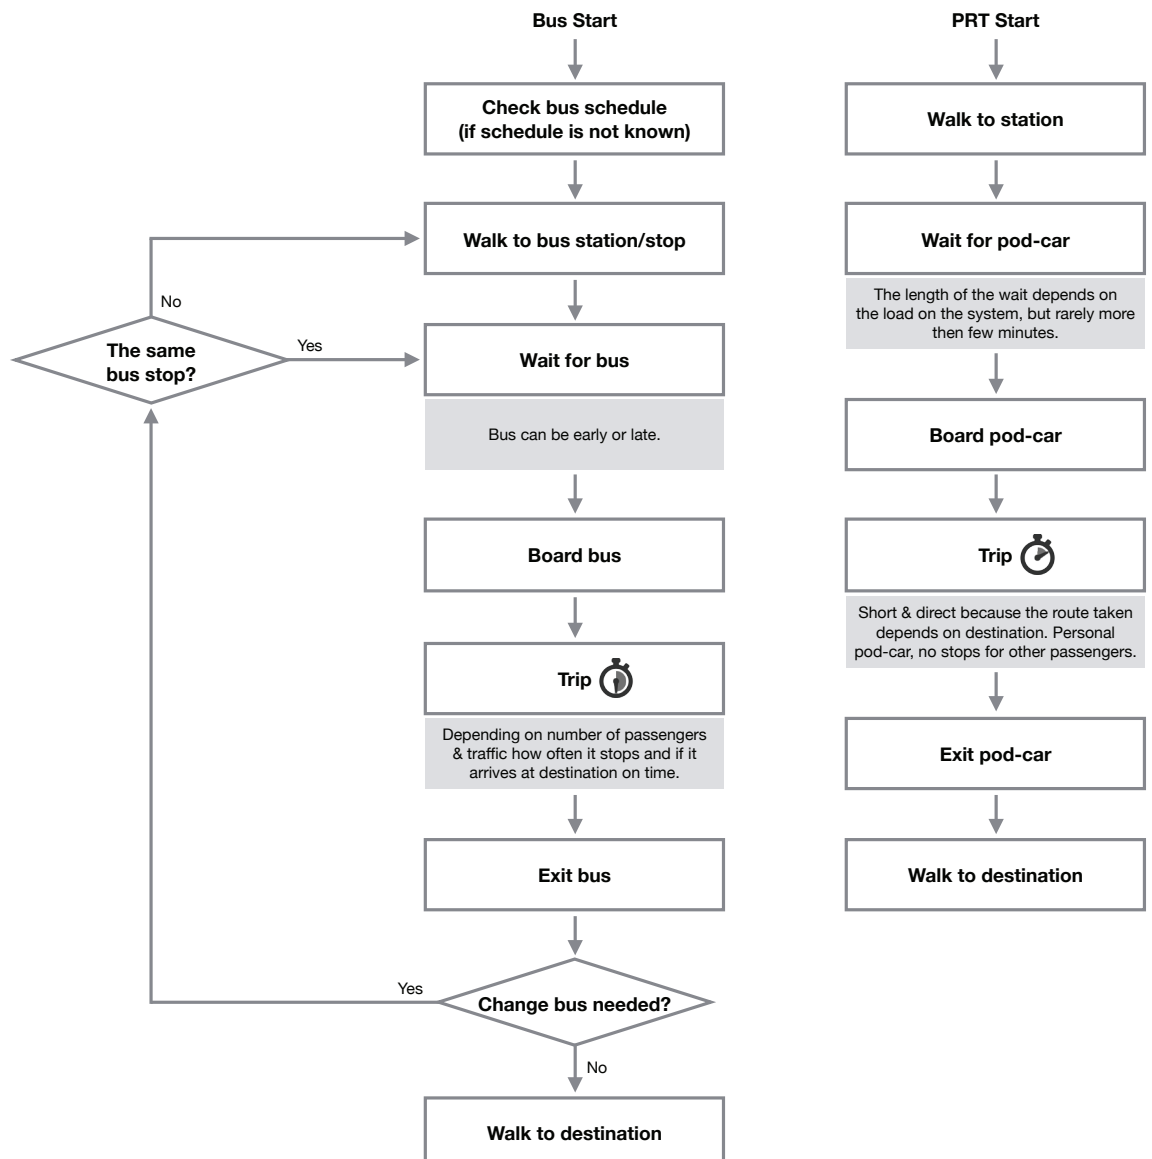 Bus Start
Check bus schedule
(if schedule is not known)
Walk to bus station/stop
No
The same
bus stop?
Yes
Wait for bus
Bus can be early or late.
Board bus
Trip
Depending on number of passengers
& traffic how often it stops and if it
arrives at destination on time.
Exit bus
Yes
Change bus needed?
No
Walk to destination
PRT Start
Walk to station
Wait for pod-car
The length of the wait depends on
the load on the system, but rarely more
then few minutes.
Board pod-car
Trip
Short & direct because the route taken
depends on destination. Personal
pod-car, no stops for other passengers.
Exit pod-car
Walk to destination